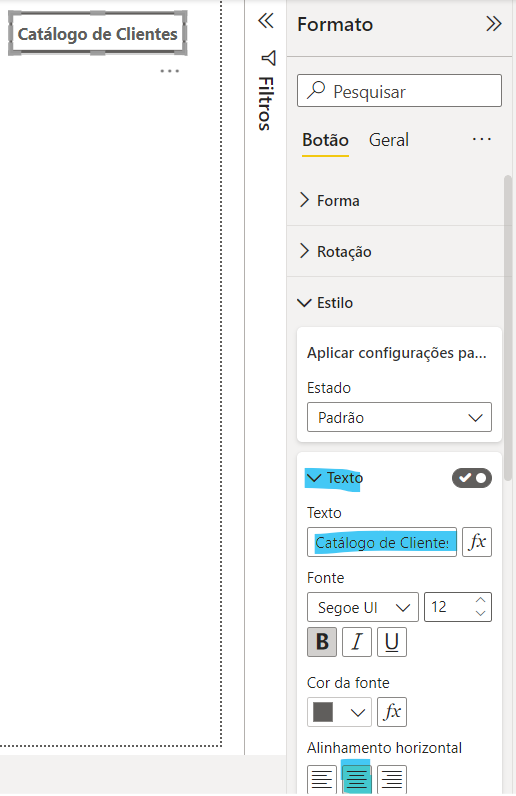 Catálogo de Clientes
Filtros
Formato
Pesquisar
Botão Geral
Forma
Rotação
Estilo
Aplicar configurações pa...
Estado
Padrão
Texto
Texto
Catálogo de Clientes
fx
Fonte
Segoe UI 12
B I U
Cor da fonte
fx
Alinhamento horizontal